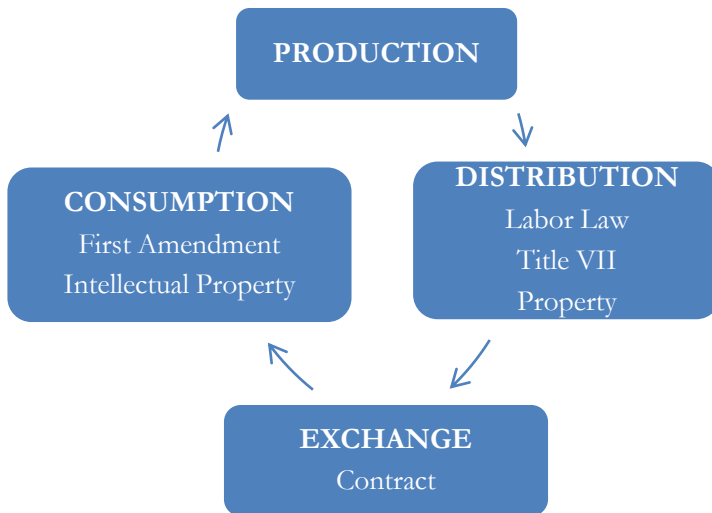 PRODUCTION
DISTRIBUTION
Labor Law
Title VII
Property
EXCHANGE
Contract
CONSUMPTION
First Amendment
Intellectual Property